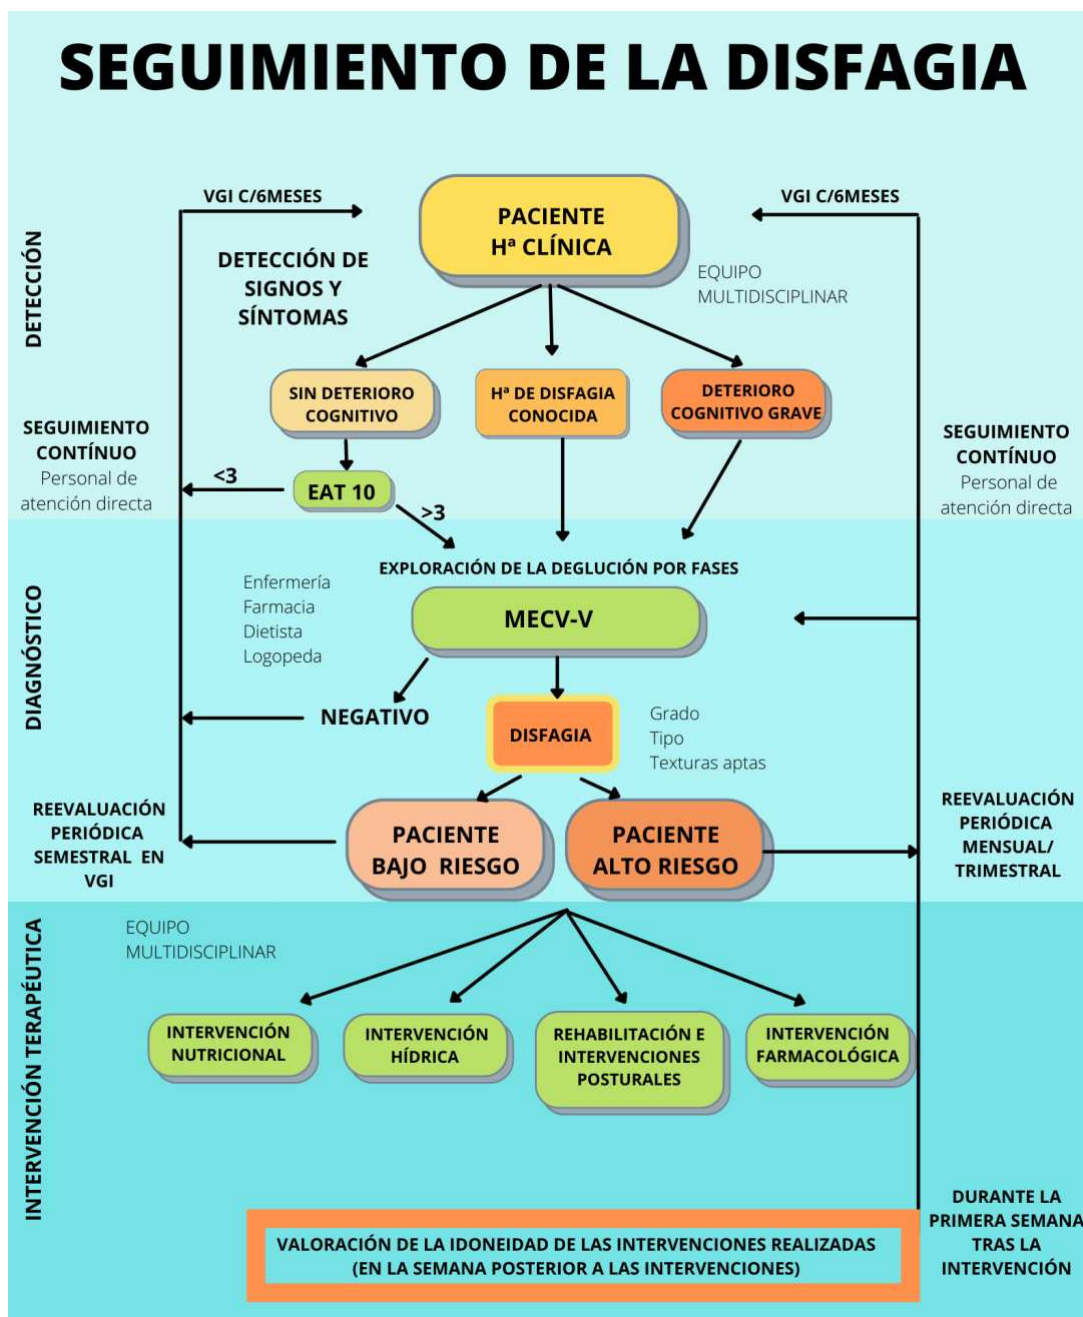 SEGUIMIENTO DE LA DISFAGIA
VGI C/6MESES
VGI C/6MESES
PACIENTE
Hª CLÍNICA
DETECCIÓN
DETECCIÓN DE
SIGNOS Y
SÍNTOMAS
EQUIPO
MULTIDISCIPLINAR
SIN DETERIORO
COGNITIVO
Hª DE DISFAGIA
CONOCIDA
DETERIORO
COGNITIVO GRAVE
SEGUIMIENTO
CONTÍNUO
Personal de
atención directa
<3
EAT 10
>3
SEGUIMIENTO
CONTÍNUO
Personal de
atención directa
DIAGNÓSTICO
EXPLORACIÓN DE LA DEGLUCIÓN POR FASES
Enfermería
Farmacia
Dietista
Logopeda
MECV-V
NEGATIVO
DISFAGIA
Grado
Tipo
Texturas aptas
REEVALUACIÓN
PERIÓDICA
SEMESTRAL EN
VGI
PACIENTE
BAJO RIESGO
PACIENTE
ALTO RIESGO
REEVALUACIÓN
PERIÓDICA
MENSUAL/
TRIMESTRAL
INTERVENCIÓN TERAPÉUTICA
EQUIPO
MULTIDISCIPLINAR
INTERVENCIÓN
NUTRICIONAL
INTERVENCIÓN
HÍDRICA
REHABILITACIÓN E
INTERVENCIONES
POSTURALES
INTERVENCIÓN
FARMACOLÓGICA
VALORACIÓN DE LA IDONEIDAD DE LAS INTERVENCIONES REALIZADAS
(EN LA SEMANA POSTERIOR A LAS INTERVENCIONES)
DURANTE LA
PRIMERA SEMANA
TRAS LA
INTERVENCIÓN